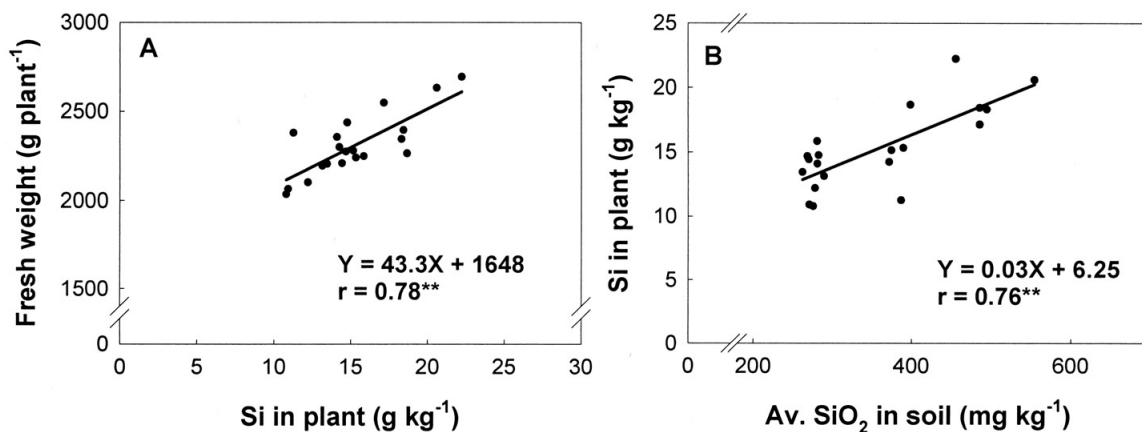 A
Fresh weight (g plant⁻¹)
3000
2500
2000
1500
0
Y = 43.3X + 1648
r = 0.78**
0 5 10 15 20 25 30
Si in plant (g kg⁻¹)
B
Si in plant (g kg⁻¹)
25
20
15
10
5
0
Y = 0.03X + 6.25
r = 0.76**
0 200 400 600
Av. SiO₂ in soil (mg kg⁻¹)